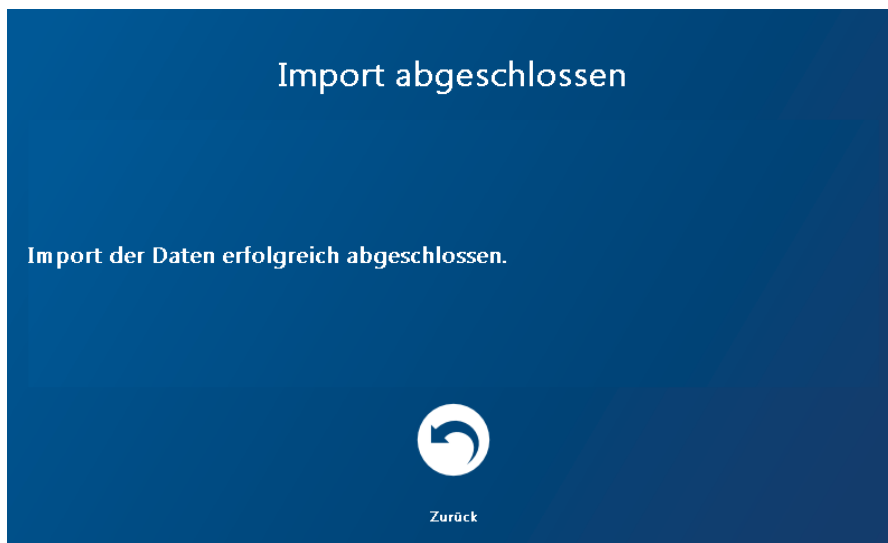 Import abgeschlossen
Import der Daten erfolgreich abgeschlossen.
Zurück